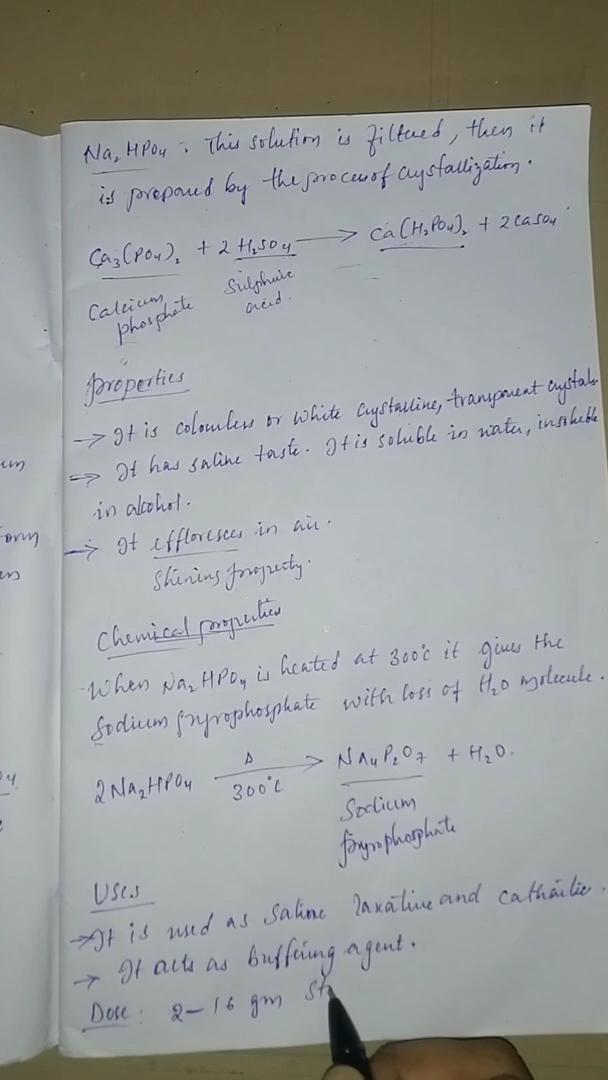 Na₂HPO₄. This solution is filtered, then it
is prepared by the process of crystallization.
Ca₃(PO₄)₂ + 2H₂SO₄ → Ca(H₂PO₄)₂ + 2CaSO₄
Calcium phosphate
Sulphuric acid.
Properties
→ It is colourless or white crystalline, transparent crystals.
→ It has saline taste. It is soluble in water, insoluble
in alcohol.
→ It effloresces in air.
Shining property.
Chemical properties
- When Na₂HPO₄ is heated at 300°C it gives the
Sodium pyrophosphate with loss of H₂O molecule.
2Na₂HPO₄ Δ 300°C → Na₄P₂O₇ + H₂O.
Sodium
pyrophosphate
Uses
→ It is used as saline laxative and cathartic.
→ It acts as buffering agent.
Dose: 2-16 gm